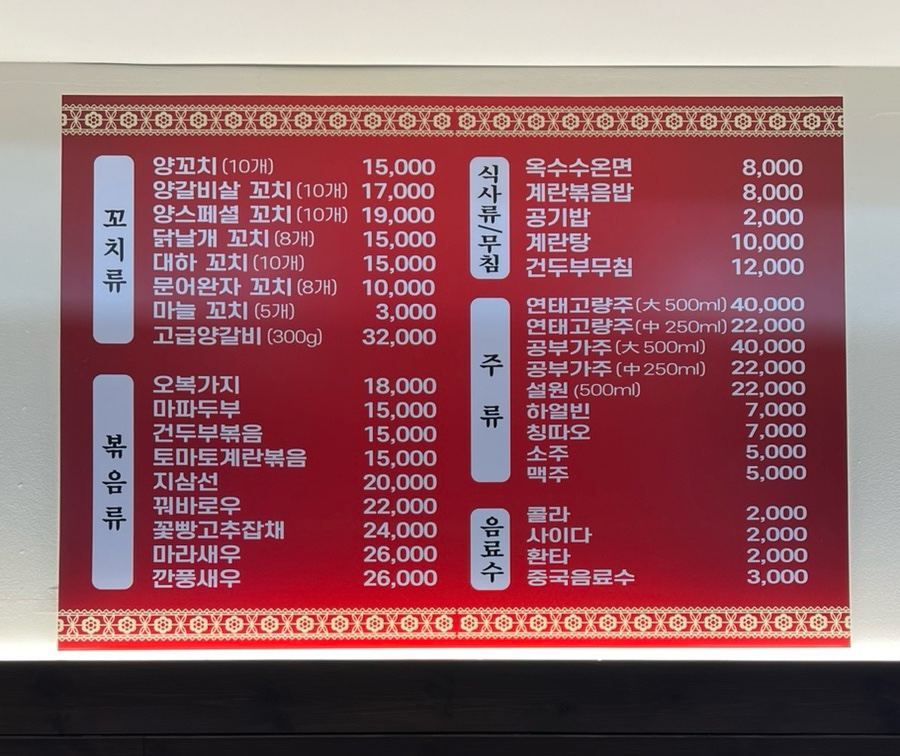 꼬치류
양꼬치 (10개) 15,000
양갈비살 꼬치 (10개) 17,000
양스페셜 꼬치 (10개) 19,000
닭날개 꼬치 (8개) 15,000
대하 꼬치 (10개) 15,000
문어완자 꼬치 (8개) 10,000
마늘 꼬치 (5개) 3,000
고급양갈비 (300g) 32,000
볶음류
오복가지 18,000
마파두부 15,000
건두부볶음 15,000
토마토계란볶음 15,000
지삼선 20,000
꿔바로우 22,000
꽃빵고추잡채 24,000
마라새우 26,000
깐풍새우 26,000
식사류/무침
옥수수온면 8,000
계란볶음밥 8,000
공기밥 2,000
계란탕 10,000
건두부무침 12,000
주류
연태고량주 (大 500ml) 40,000
연태고량주 (中 250ml) 22,000
공부가주 (大 500ml) 40,000
공부가주 (中 250ml) 22,000
설원 (500ml) 22,000
하얼빈 7,000
칭따오 7,000
소주 5,000
맥주 5,000
음료수
콜라 2,000
사이다 2,000
환타 2,000
중국음료수 3,000